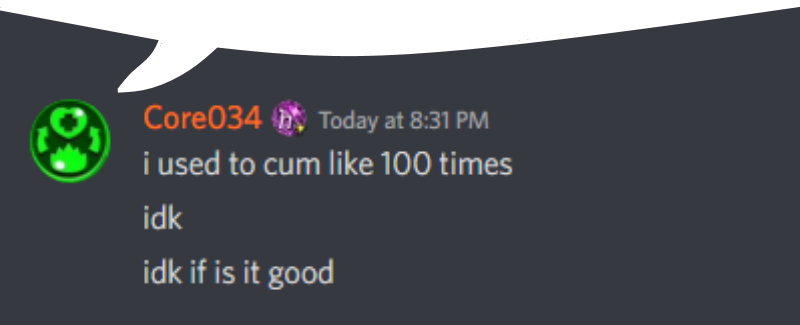 Core034 Today at 8:31 PM
i used to cum like 100 times
idk
idk if is it good